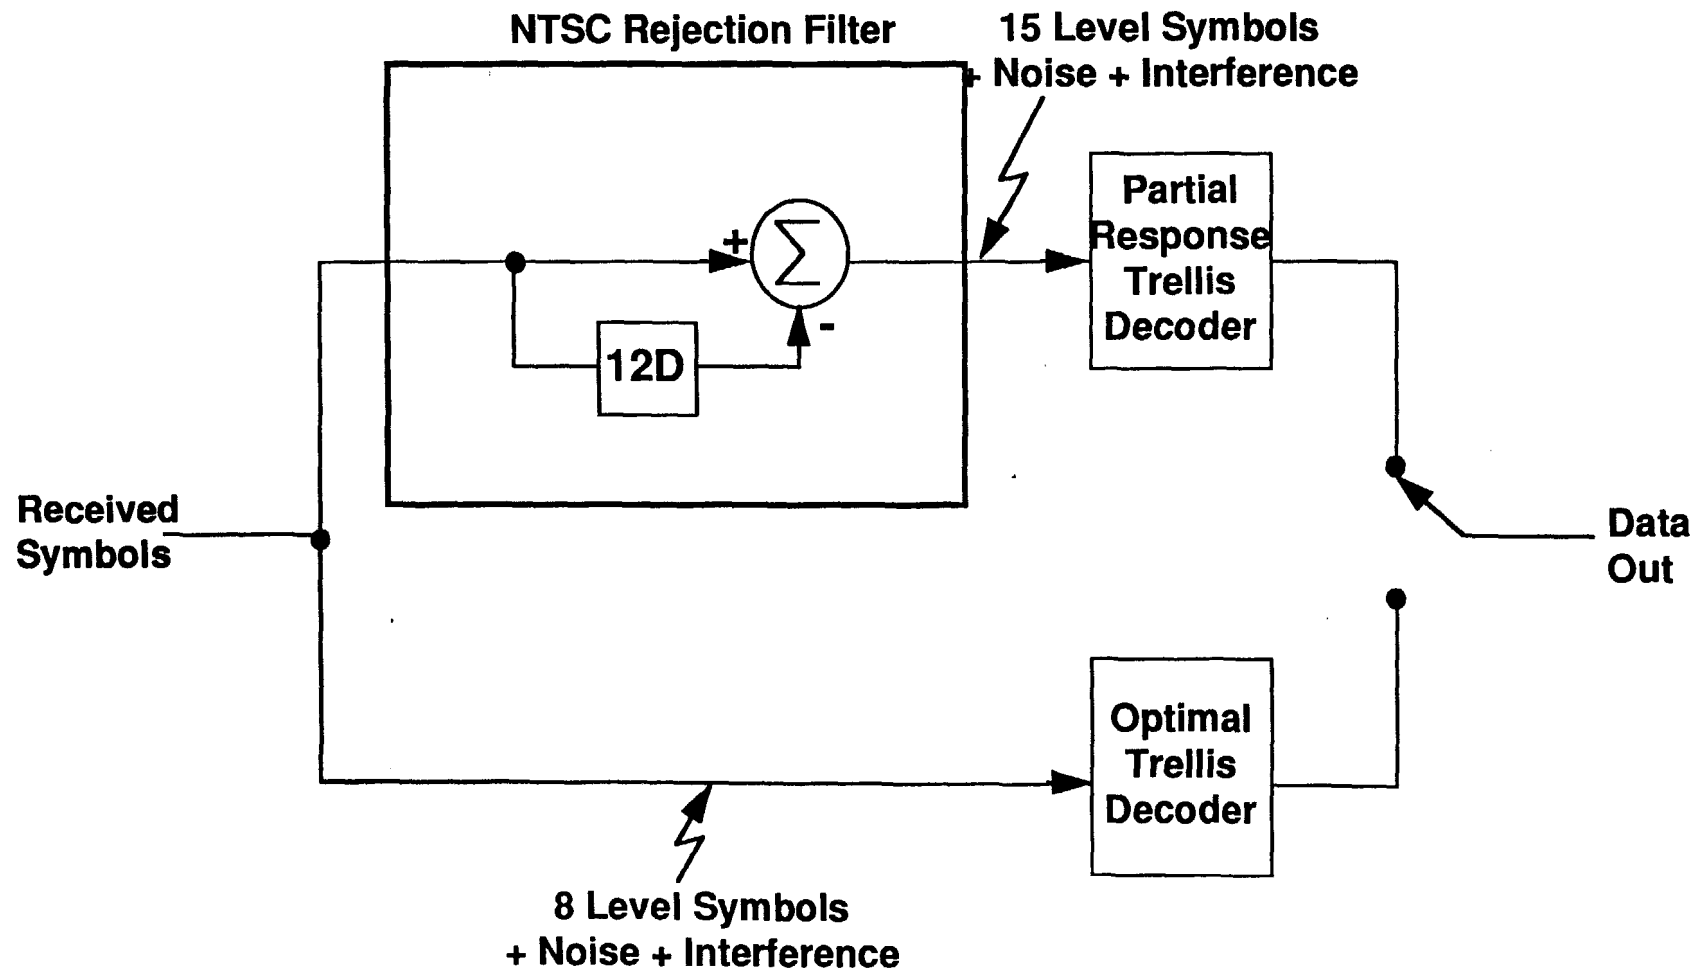 NTSC Rejection Filter
15 Level Symbols
+ Noise + Interference
Partial
Response
Trellis
Decoder
+
Σ
-
12D
Received
Symbols
Data
Out
Optimal
Trellis
Decoder
8 Level Symbols
+ Noise + Interference